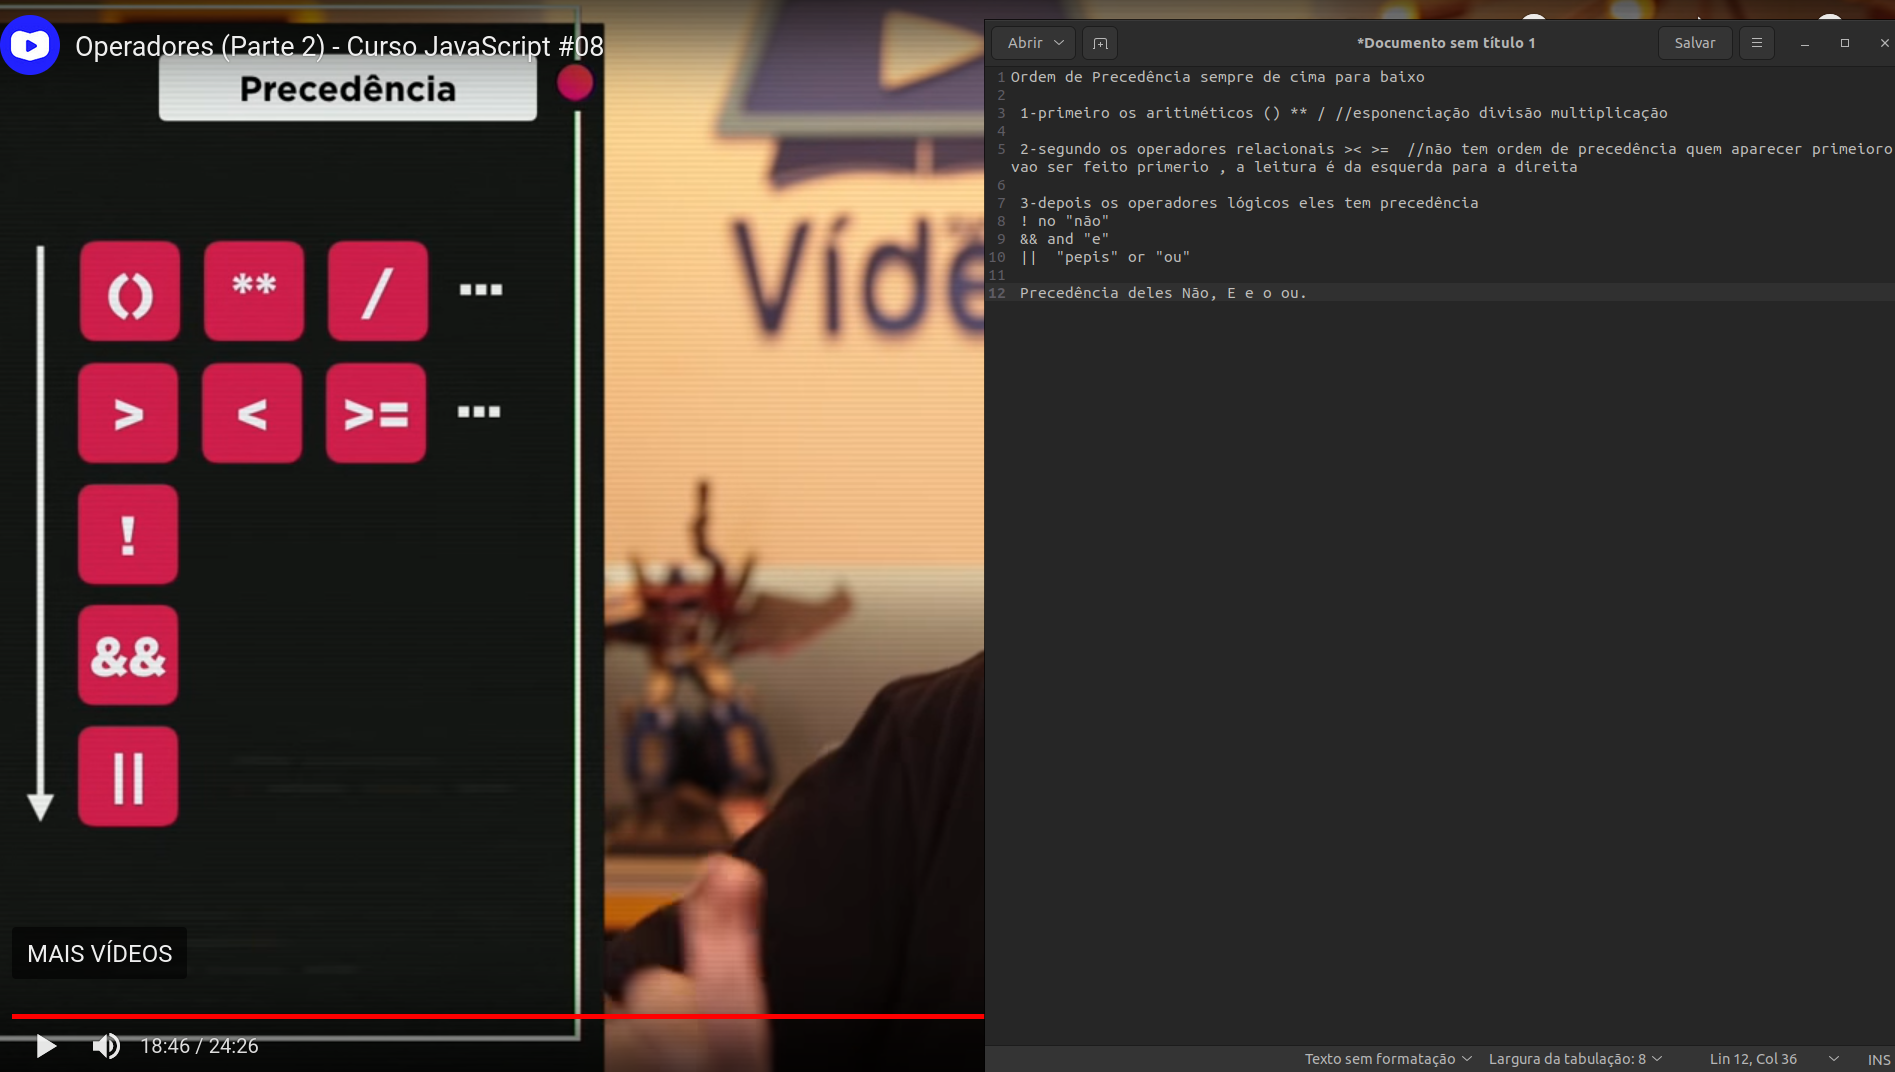 Operadores (Parte 2) - Curso JavaScript #08
Precedência
() ** / ...
> < >= ...
!
&&
||
Víde
MAIS VÍDEOS
18:46 / 24:26
Abrir
*Documento sem título 1
Salvar
1 Ordem de Precedência sempre de cima para baixo
2
3 1-primeiro os aritiméticos () ** / //esponenciação divisão multiplicação
4
5 2-segundo os operadores relacionais >< >= //não tem ordem de precedência quem aparecer primeioro
vao ser feito primerio , a leitura é da esquerda para a direita
6
7 3-depois os operadores lógicos eles tem precedência
8 ! no "não"
9 && and "e"
10 || "pepis" or "ou"
11
12 Precedência deles Não, E e o ou.
Texto sem formatação
Largura da tabulação: 8
Lin 12, Col 36
INS